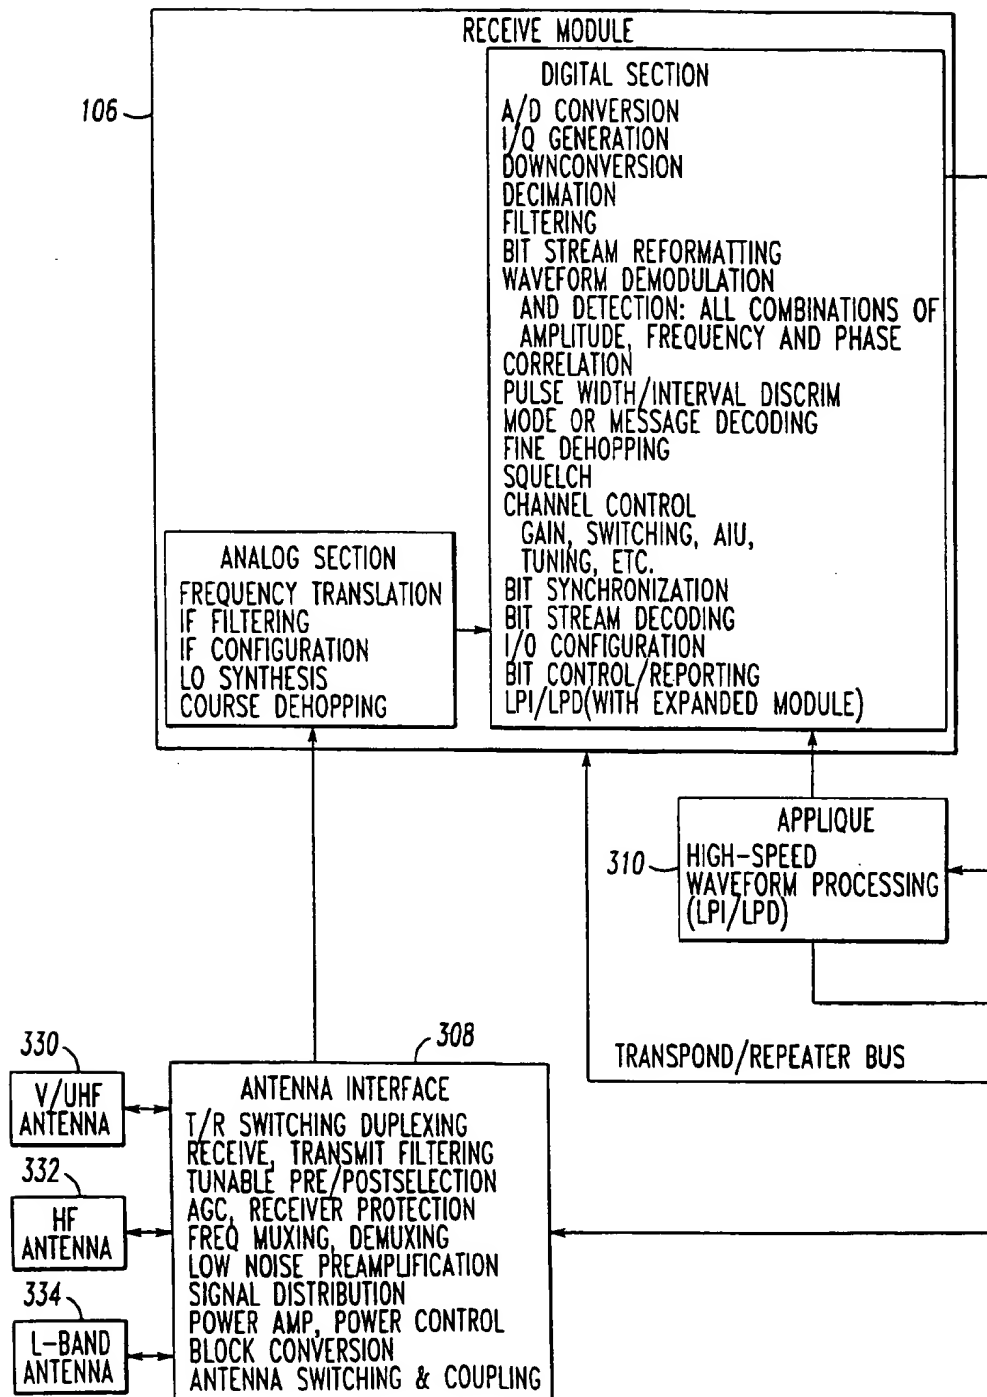 RECEIVE MODULE
106
DIGITAL SECTION
A/D CONVERSION
I/Q GENERATION
DOWNCONVERSION
DECIMATION
FILTERING
BIT STREAM REFORMATTING
WAVEFORM DEMODULATION
AND DETECTION: ALL COMBINATIONS OF
AMPLITUDE, FREQUENCY AND PHASE
CORRELATION
PULSE WIDTH/INTERVAL DISCRIM
MODE OR MESSAGE DECODING
FINE DEHOPPING
SQUELCH
CHANNEL CONTROL
GAIN, SWITCHING, AIU,
TUNING, ETC.
BIT SYNCHRONIZATION
BIT STREAM DECODING
I/O CONFIGURATION
BIT CONTROL/REPORTING
LPI/LPD(WITH EXPANDED MODULE)
ANALOG SECTION
FREQUENCY TRANSLATION
IF FILTERING
IF CONFIGURATION
LO SYNTHESIS
COURSE DEHOPPING
310
APPLIQUE
HIGH-SPEED
WAVEFORM PROCESSING
(LPI/LPD)
TRANSPOND/REPEATER BUS
308
ANTENNA INTERFACE
T/R SWITCHING DUPLEXING
RECEIVE, TRANSMIT FILTERING
TUNABLE PRE/POSTSELECTION
AGC, RECEIVER PROTECTION
FREQ MUXING, DEMUXING
LOW NOISE PREAMPLIFICATION
SIGNAL DISTRIBUTION
POWER AMP, POWER CONTROL
BLOCK CONVERSION
ANTENNA SWITCHING & COUPLING
330
V/UHF
ANTENNA
332
HF
ANTENNA
334
L-BAND
ANTENNA